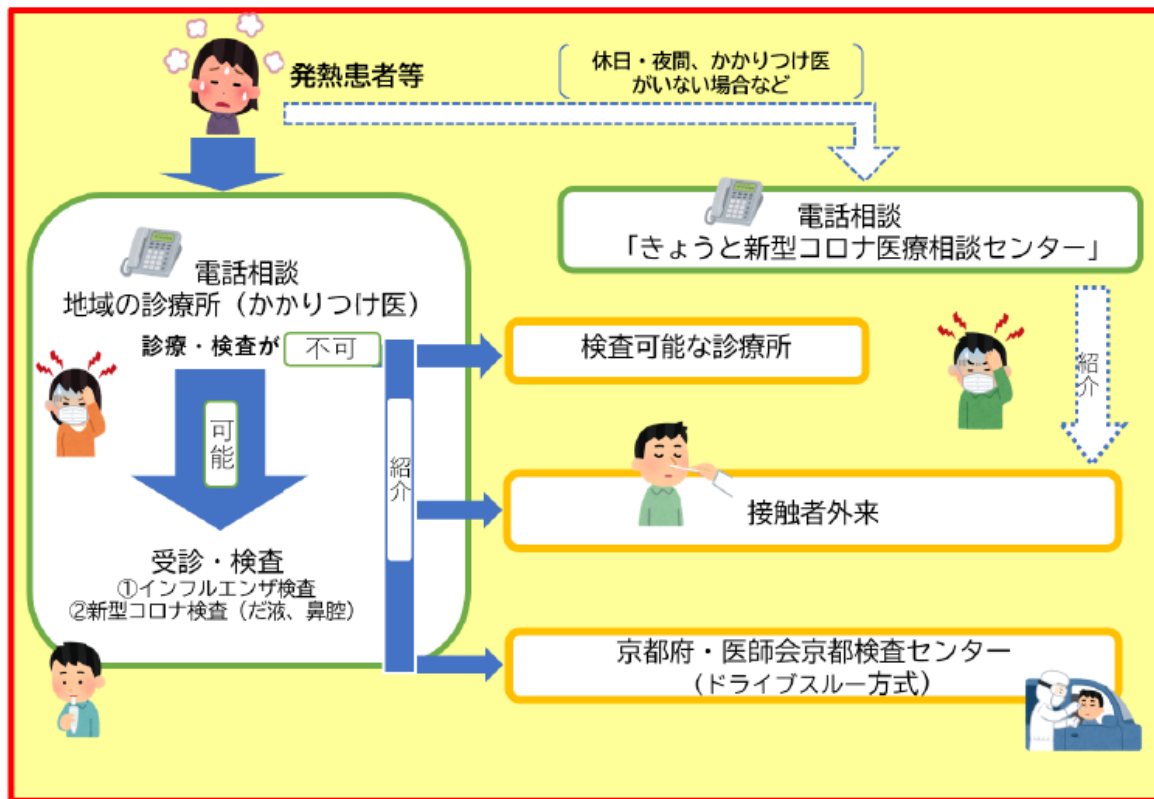 発熱患者等
休日・夜間、かかりつけ医
がいない場合など
電話相談
「きょうと新型コロナ医療相談センター」
電話相談
地域の診療所（かかりつけ医）
診療・検査が 不可
可能
紹介
受診・検査
①インフルエンザ検査
②新型コロナ検査（だ液、鼻腔）
検査可能な診療所
紹介
接触者外来
京都府・医師会京都検査センター
（ドライブスルー方式）